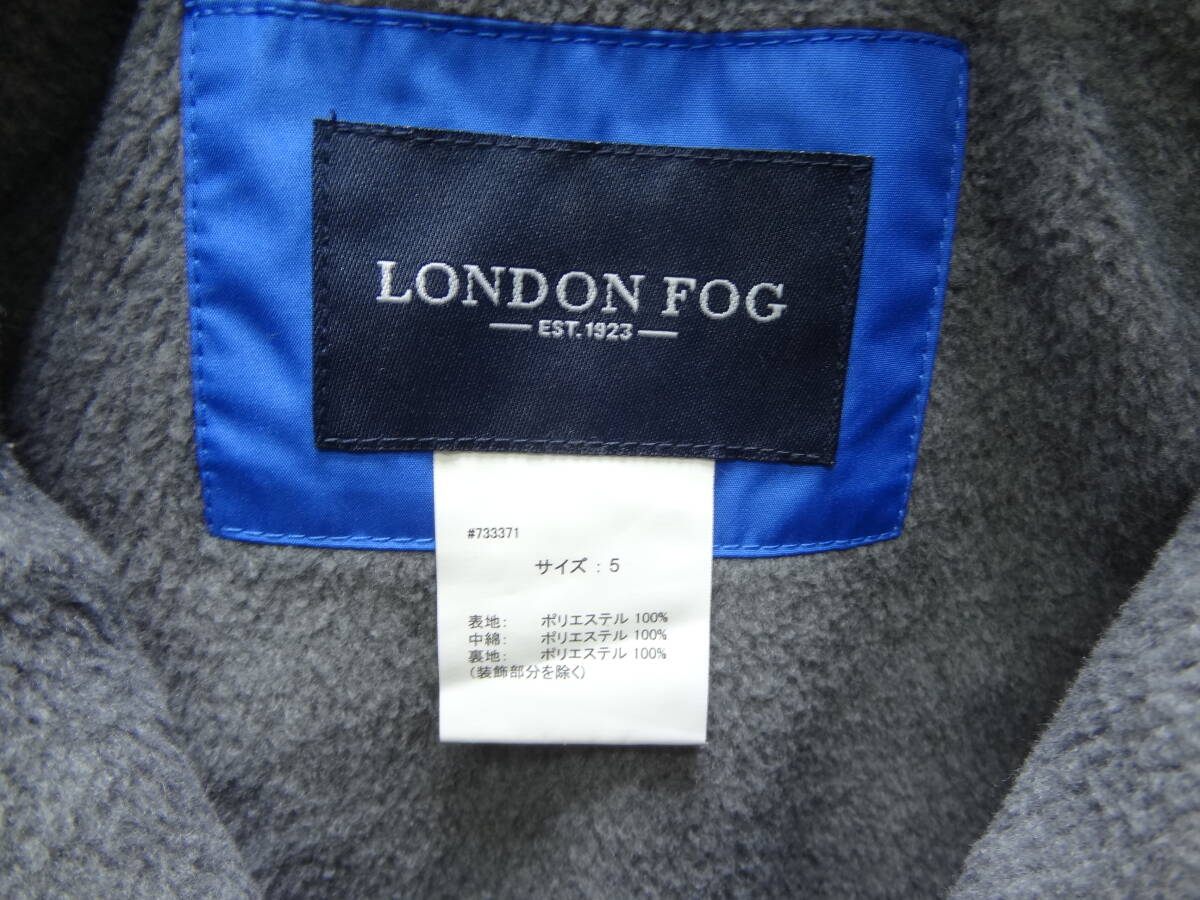 LONDON FOG
EST.1923
#733371
サイズ : 5
表地: ポリエステル 100%
中綿: ポリエステル 100%
裏地: ポリエステル 100%
(装飾部分を除く)